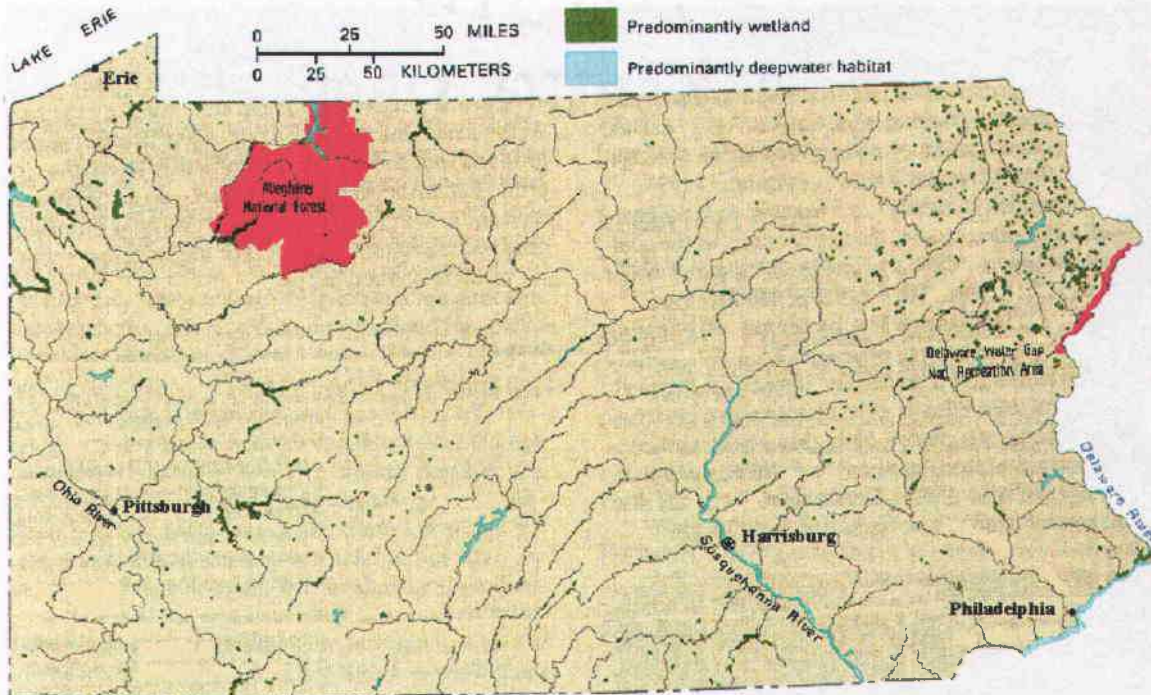 LAKE ERIE
Erie
0 25 50 MILES
0 25 50 KILOMETERS
Predominantly wetland
Predominantly deepwater habitat
Allegheny
National Forest
Delaware Water Gap
Nat. Recreation Area
Delaware River
Ohio River
Pittsburgh
Harrisburg
Susquehanna River
Philadelphia